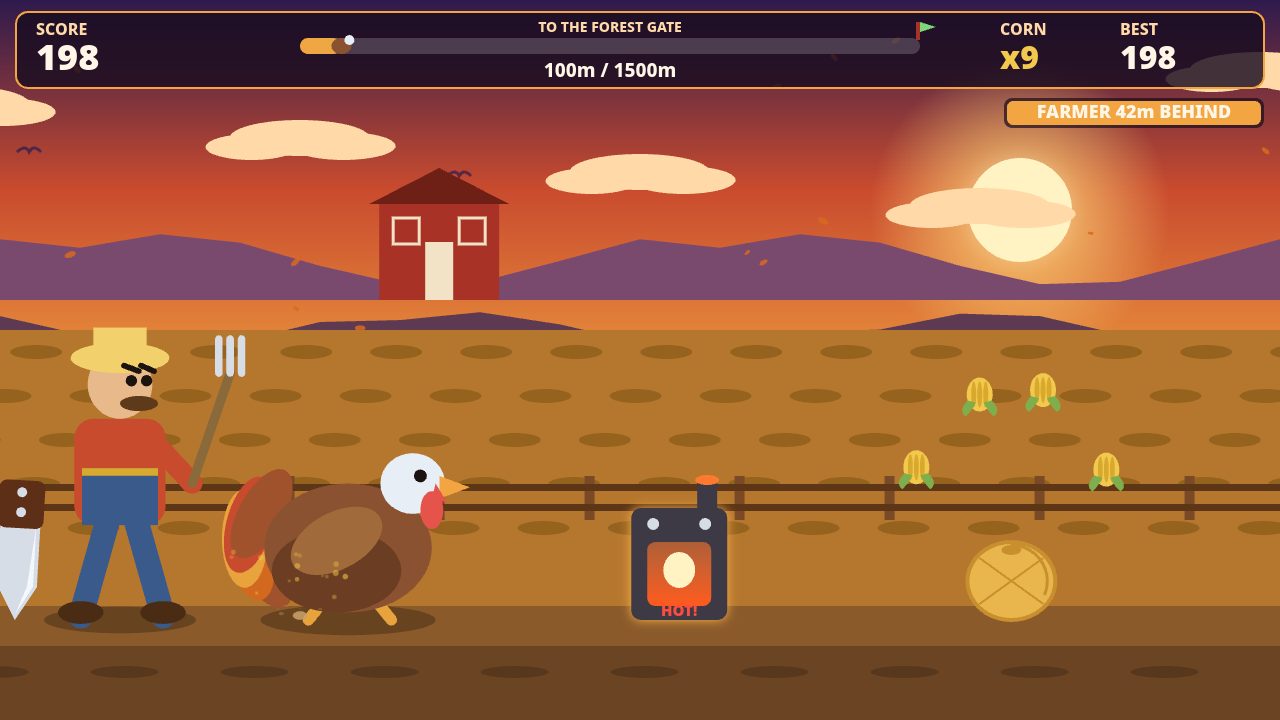 SCORE
198
TO THE FOREST GATE
100m / 1500m
CORN
x9
BEST
198
FARMER 42m BEHIND
HOT!